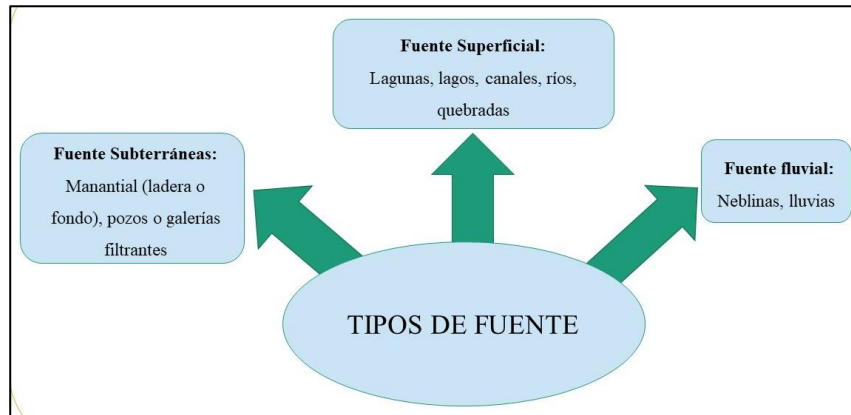 Fuente Superficial:
Lagunas, lagos, canales, ríos,
quebradas
Fuente Subterráneas:
Manantial (ladera o
fondo), pozos o galerías
filtrantes
Fuente fluvial:
Neblinas, lluvias
TIPOS DE FUENTE